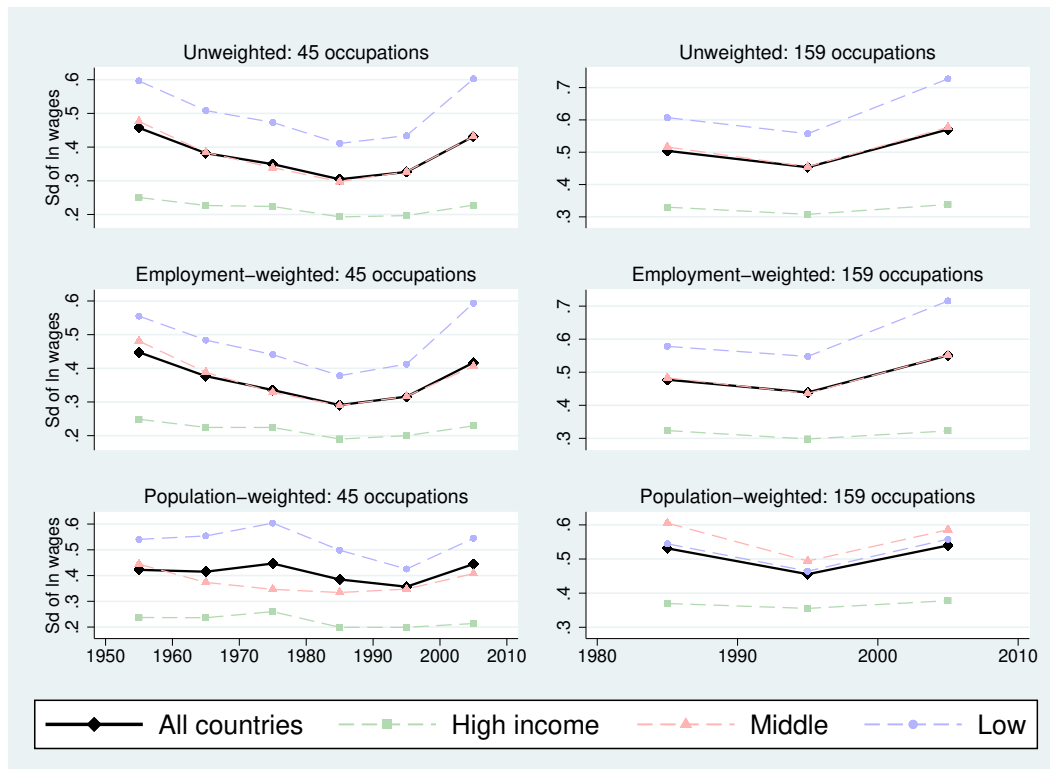 Unweighted: 45 occupations
Sd of ln wages
.6
.5
.4
.3
.2
Unweighted: 159 occupations
.7
.6
.5
.4
.3
Employment−weighted: 45 occupations
Sd of ln wages
.6
.5
.4
.3
.2
Employment−weighted: 159 occupations
.7
.6
.5
.4
.3
Population−weighted: 45 occupations
Sd of ln wages
.6
.5
.4
.3
.2
1950 1960 1970 1980 1990 2000 2010
Population−weighted: 159 occupations
.6
.5
.4
.3
1980 1990 2000 2010
All countries High income Middle Low